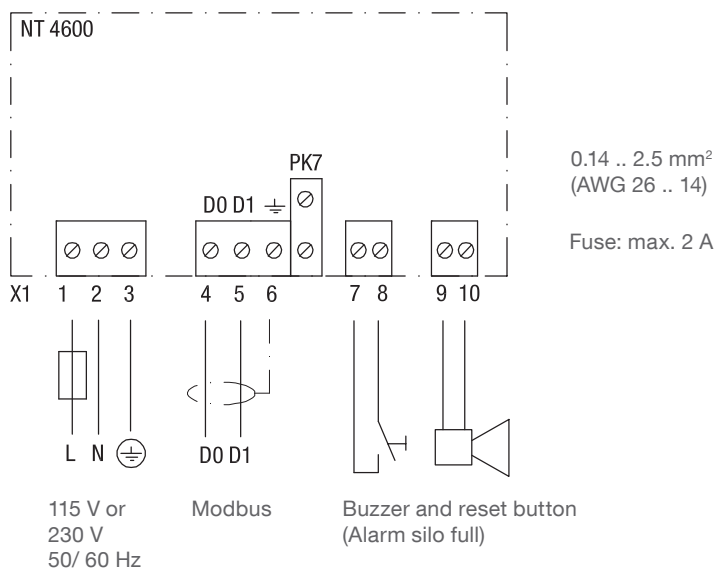 NT 4600
PK7
D0 D1
X1 1 2 3 4 5 6 7 8 9 10
L N
D0 D1
0.14 .. 2.5 mm²
(AWG 26 .. 14)
Fuse: max. 2 A
115 V or
230 V
50/ 60 Hz
Modbus
Buzzer and reset button
(Alarm silo full)